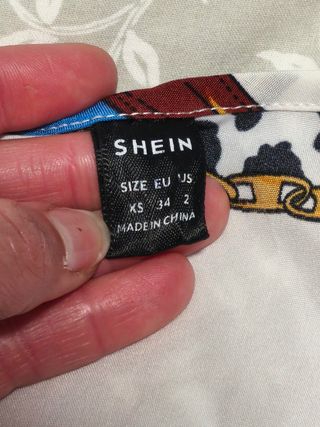 SHEIN
SIZE EU US
XS 34 2
MADE IN CHINA